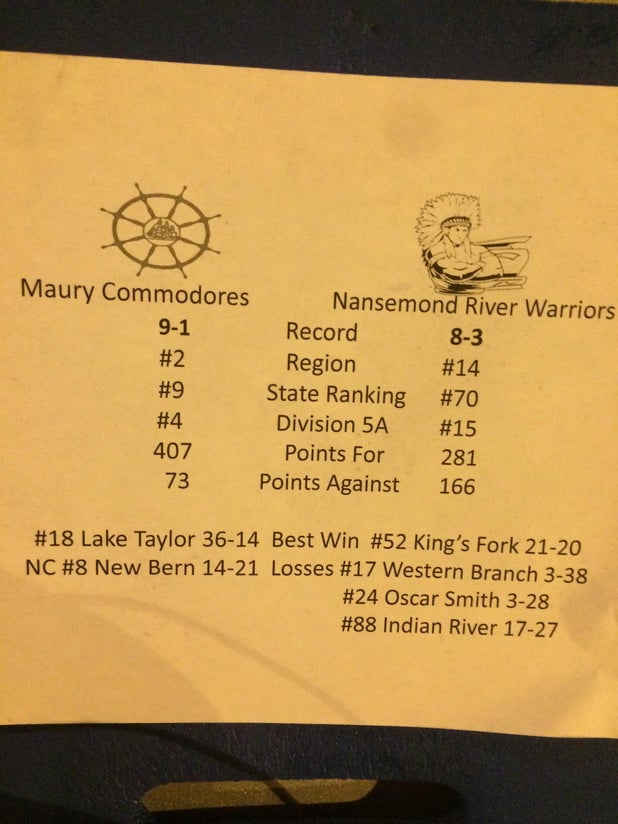 Maury Commodores Nansemond River Warriors
9-1 Record 8-3
#2 Region #14
#9 State Ranking #70
#4 Division 5A #15
407 Points For 281
73 Points Against 166
#18 Lake Taylor 36-14 Best Win #52 King's Fork 21-20
NC #8 New Bern 14-21 Losses #17 Western Branch 3-38
#24 Oscar Smith 3-28
#88 Indian River 17-27